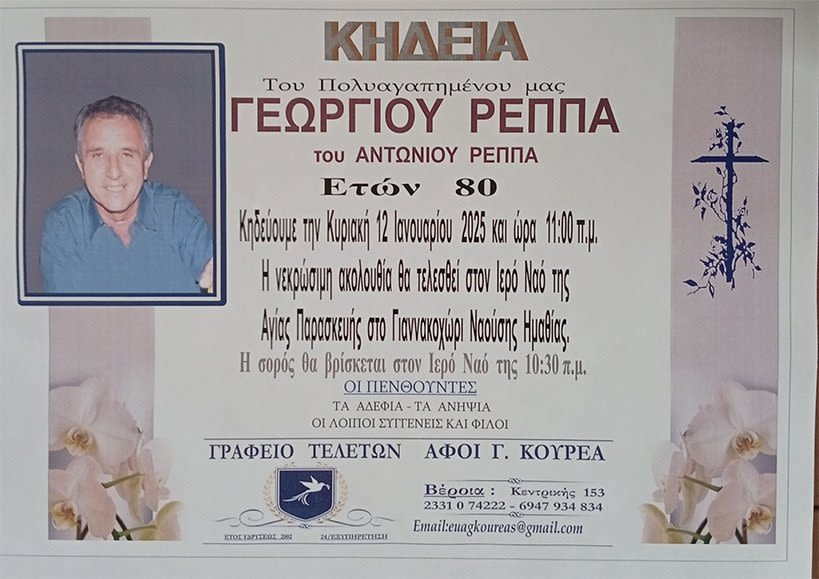 ΚΗΔΕΙΑ
Του Πολυαγαπημένου μας
ΓΕΩΡΓΙΟΥ ΡΕΠΠΑ
του ΑΝΤΩΝΙΟΥ ΡΕΠΠΑ
Ετών 80
Κηδεύουμε την Κυριακή 12 Ιανουαρίου 2025 και ώρα 11:00 π.μ.
Η νεκρώσιμη ακολουθία θα τελεσθεί στον Ιερό Ναό της
Αγίας Παρασκευής στο Γιαννακοχώρι Ναούσης Ημαθίας.
Η σορός θα βρίσκεται στον Ιερό Ναό της 10:30 π.μ.
ΟΙ ΠΕΝΘΟΥΝΤΕΣ
ΤΑ ΑΔΕΦΙΑ - ΤΑ ΑΝΗΨΙΑ
ΟΙ ΛΟΙΠΟΙ ΣΥΓΓΕΝΕΙΣ ΚΑΙ ΦΙΛΟΙ
ΓΡΑΦΕΙΟ ΤΕΛΕΤΩΝ ΑΦΟΙ Γ. ΚΟΥΡΕΑ
Βέροια : Κεντρικής 153
2331 0 74222 - 6947 934 834
Email:euagkoureas@gmail.com
ΕΤΟΣ ΙΔΡΥΣΕΩΣ 2002 24/ΕΞΥΠΗΡΕΤΗΣΗ